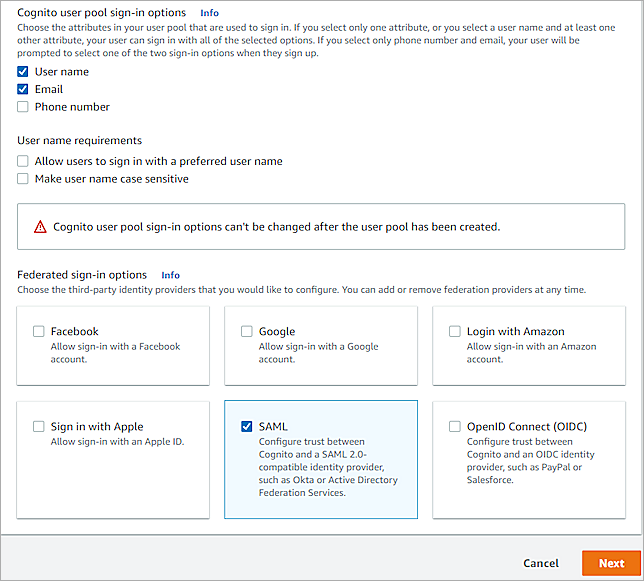 Cognito user pool sign-in options Info
Choose the attributes in your user pool that are used to sign in. If you select only one attribute, or you select a user name and at least one
other attribute, your user can sign in with all of the selected options. If you select only phone number and email, your user will be
prompted to select one of the two sign-in options when they sign up.
User name
Email
Phone number
User name requirements
Allow users to sign in with a preferred user name
Make user name case sensitive
Cognito user pool sign-in options can't be changed after the user pool has been created.
Federated sign-in options Info
Choose the third-party identity providers that you would like to configure. You can add or remove federation providers at any time.
Facebook
Allow sign-in with a Facebook
account.
Google
Allow sign-in with a Google
account.
Login with Amazon
Allow sign-in with an Amazon
account.
Sign in with Apple
Allow sign-in with an Apple ID.
SAML
Configure trust between
Cognito and a SAML 2.0-
compatible identity provider,
such as Okta or Active Directory
Federation Services.
OpenID Connect (OIDC)
Configure trust between
Cognito and an OIDC identity
provider, such as PayPal or
Salesforce.
Cancel Next